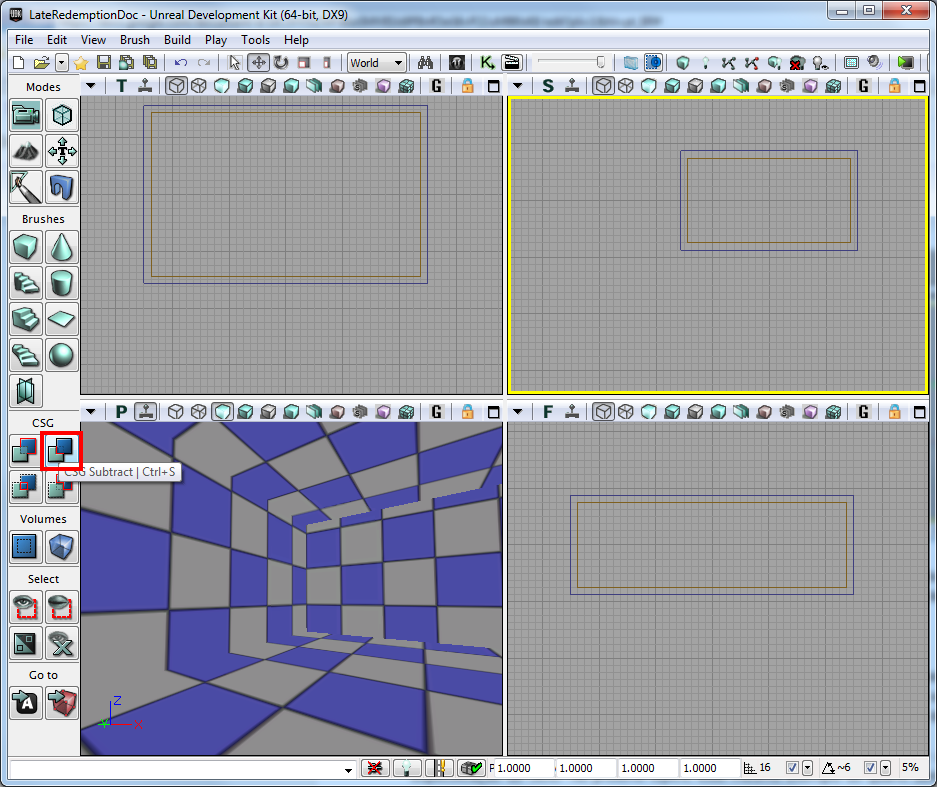 UDK LateRedemptionDoc - Unreal Development Kit (64-bit, DX9)
File Edit View Brush Build Play Tools Help
World
Modes
T G S G
Brushes
CSG
P G F G
CSG Subtract | Ctrl+S
Volumes
Select
Go to
A
Z
Y X
P 1.0000 1.0000 1.0000 1.0000 16 ~6 5%